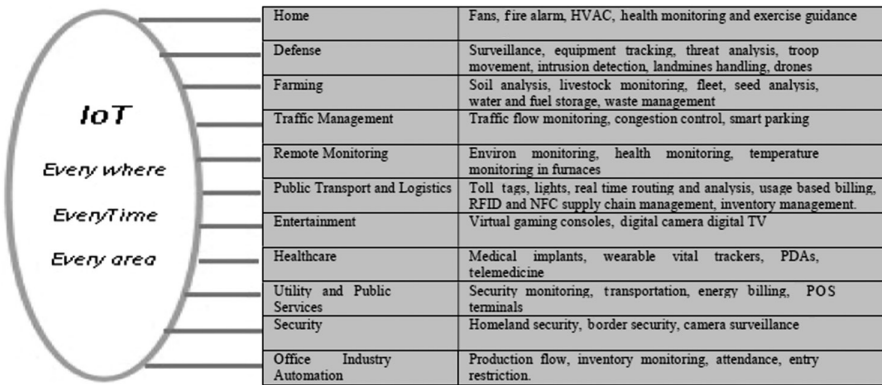 IoT
Every where
EveryTime
Every area
Home
Fans, fire alarm, HVAC, health monitoring and exercise guidance
Defense
Surveillance, equipment tracking, threat analysis, troop
movement, intrusion detection, landmines handling, drones
Farming
Soil analysis, livestock monitoring, fleet, seed analysis,
water and fuel storage, waste management
Traffic Management
Traffic flow monitoring, congestion control, smart parking
Remote Monitoring
Environ monitoring, health monitoring, temperature
monitoring in furnaces
Public Transport and Logistics
Toll tags, lights, real time routing and analysis, usage based billing,
RFID and NFC supply chain management, inventory management.
Entertainment
Virtual gaming consoles, digital camera digital TV
Healthcare
Medical implants, wearable vital trackers, PDAs,
telemedicine
Utility and Public
Services
Security monitoring, transportation, energy billing, POS
terminals
Security
Homeland security, border security, camera surveillance
Office Industry
Automation
Production flow, inventory monitoring, attendance, entry
restriction.